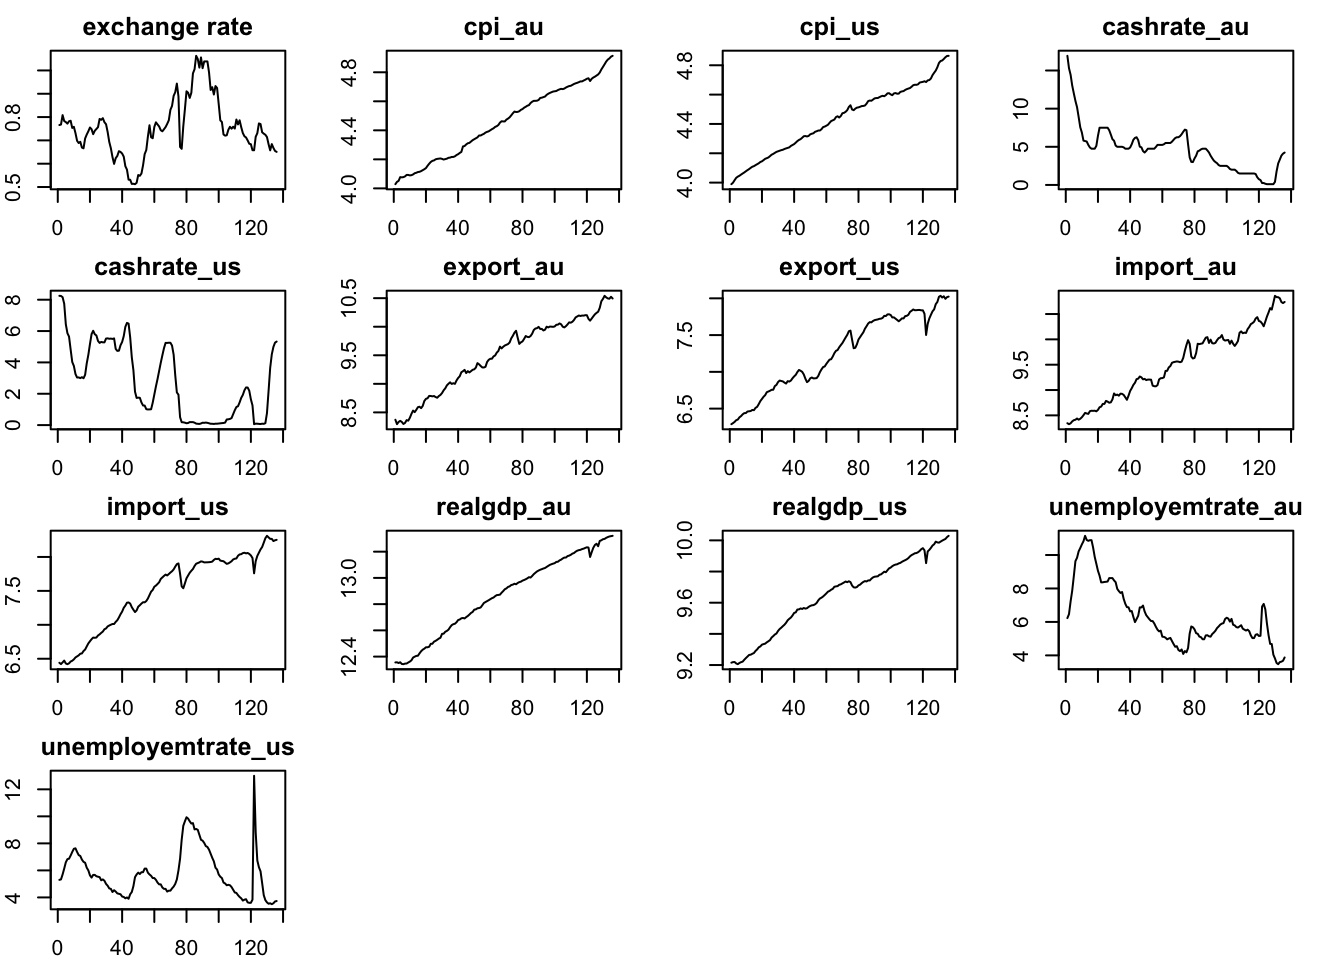 exchange rate
cpi_au
cpi_us
cashrate_au
0.5 0.8
4.0 4.4 4.8
4.0 4.4 4.8
0 5 10
0 40 80 120
0 40 80 120
0 40 80 120
0 40 80 120
cashrate_us
export_au
export_us
import_au
0 2 4 6 8
8.5 9.5 10.5
6.5 7.5
8.5 9.5
0 40 80 120
0 40 80 120
0 40 80 120
0 40 80 120
import_us
realgdp_au
realgdp_us
unemployemtrate_au
6.5 7.5
12.4 13.0
9.2 9.6 10.0
4 6 8
0 40 80 120
0 40 80 120
0 40 80 120
0 40 80 120
unemployemtrate_us
4 8 12
0 40 80 120